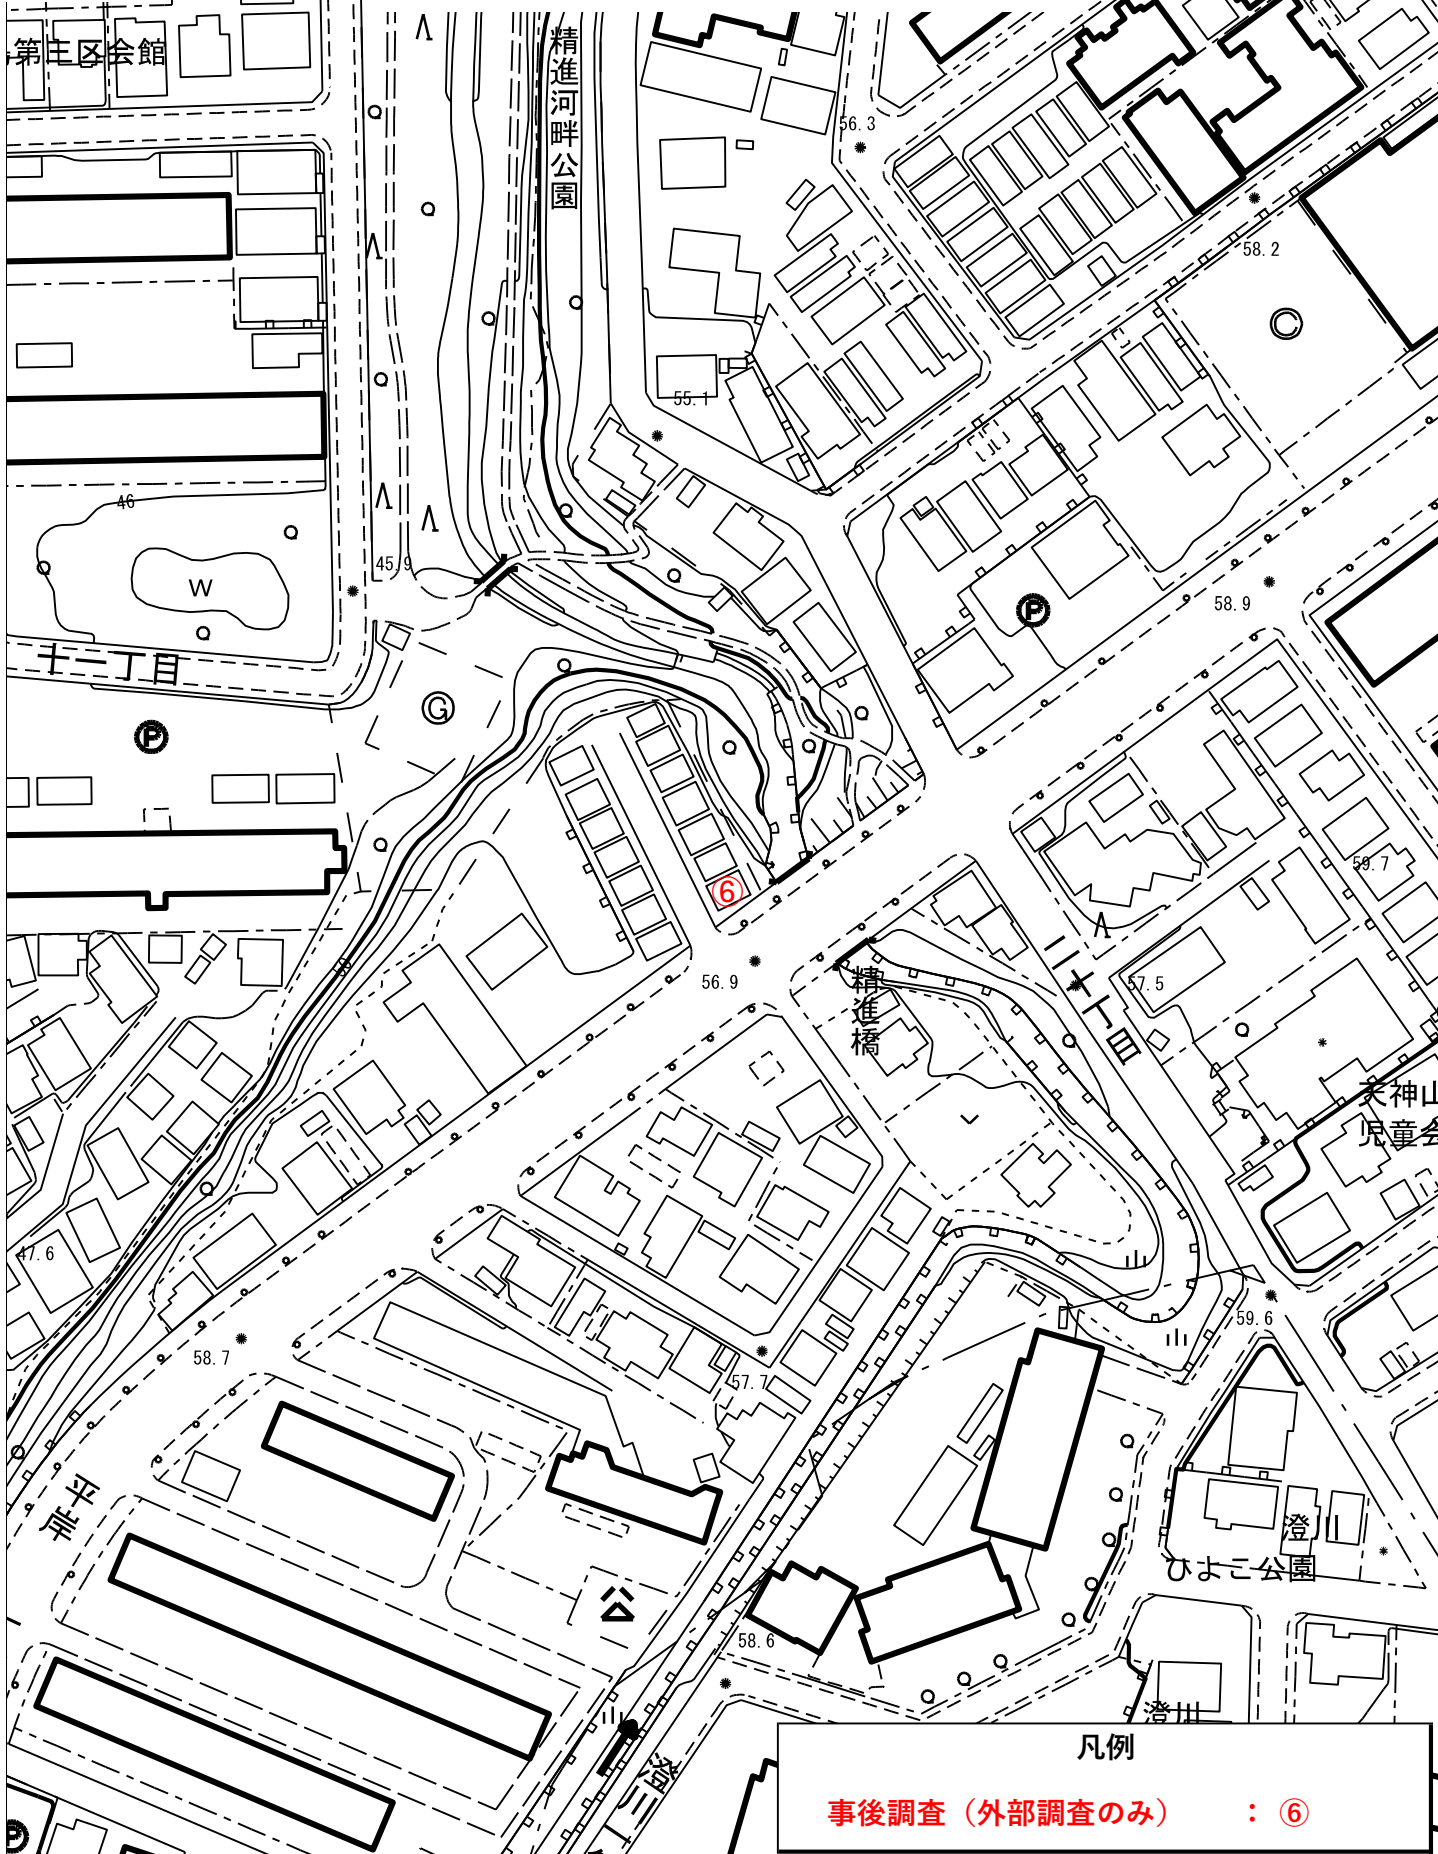 第三区会館
精進河畔公園
56.3
58.2
55.1
46
45.9
W
58.9
十一丁目
G
P
P
C
59.7
⑥
56.9
精進橋
57.5
二十丁目
天神山
児童会
47.6
59.6
58.7
57.7
平岸
澄川
ひよこ公園
公
58.6
澄川
澄川
P
凡例
事後調査（外部調査のみ） ： ⑥